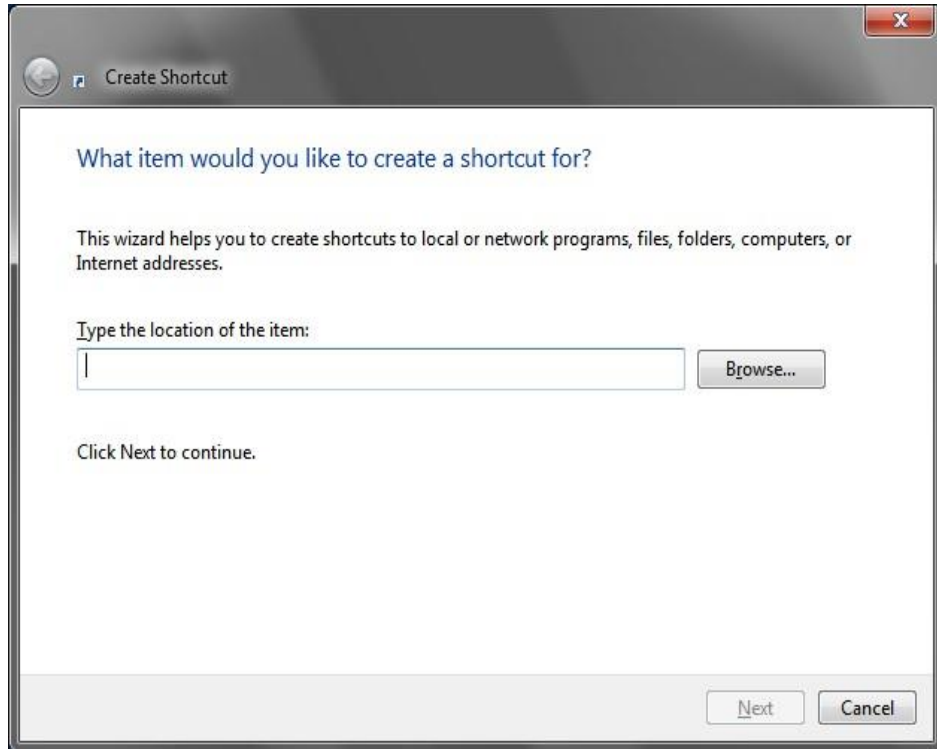 Create Shortcut
What item would you like to create a shortcut for?
This wizard helps you to create shortcuts to local or network programs, files, folders, computers, or
Internet addresses.
Type the location of the item:
Browse...
Click Next to continue.
Next
Cancel